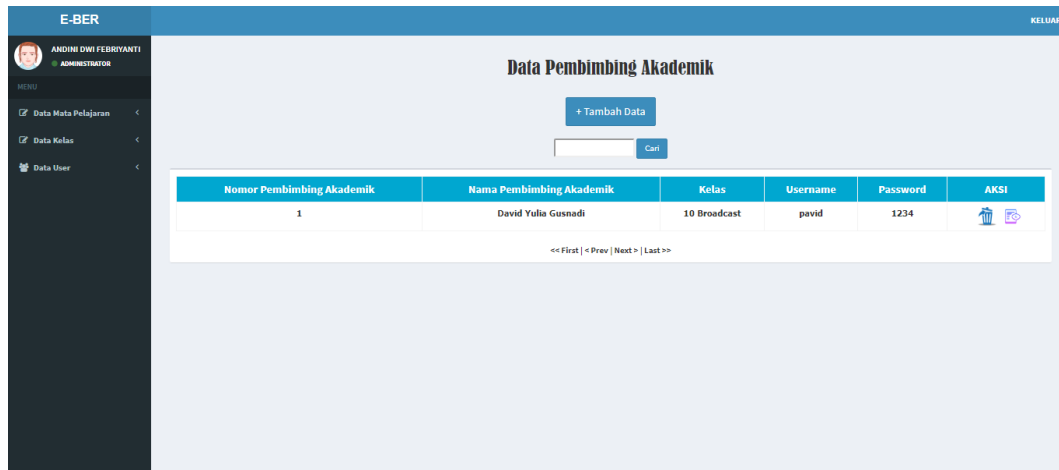 E-BER
KELUAR
ANDINI DWI FEBRIYANTI
ADMINISTRATOR
MENU
Data Mata Pelajaran
Data Kelas
Data User
Data Pembimbing Akademik
+ Tambah Data
Cari
Nomor Pembimbing Akademik Nama Pembimbing Akademik Kelas Username Password AKSI
1 David Yulia Gusnadi 10 Broadcast pavid 1234
<< First | < Prev | Next > | Last >>